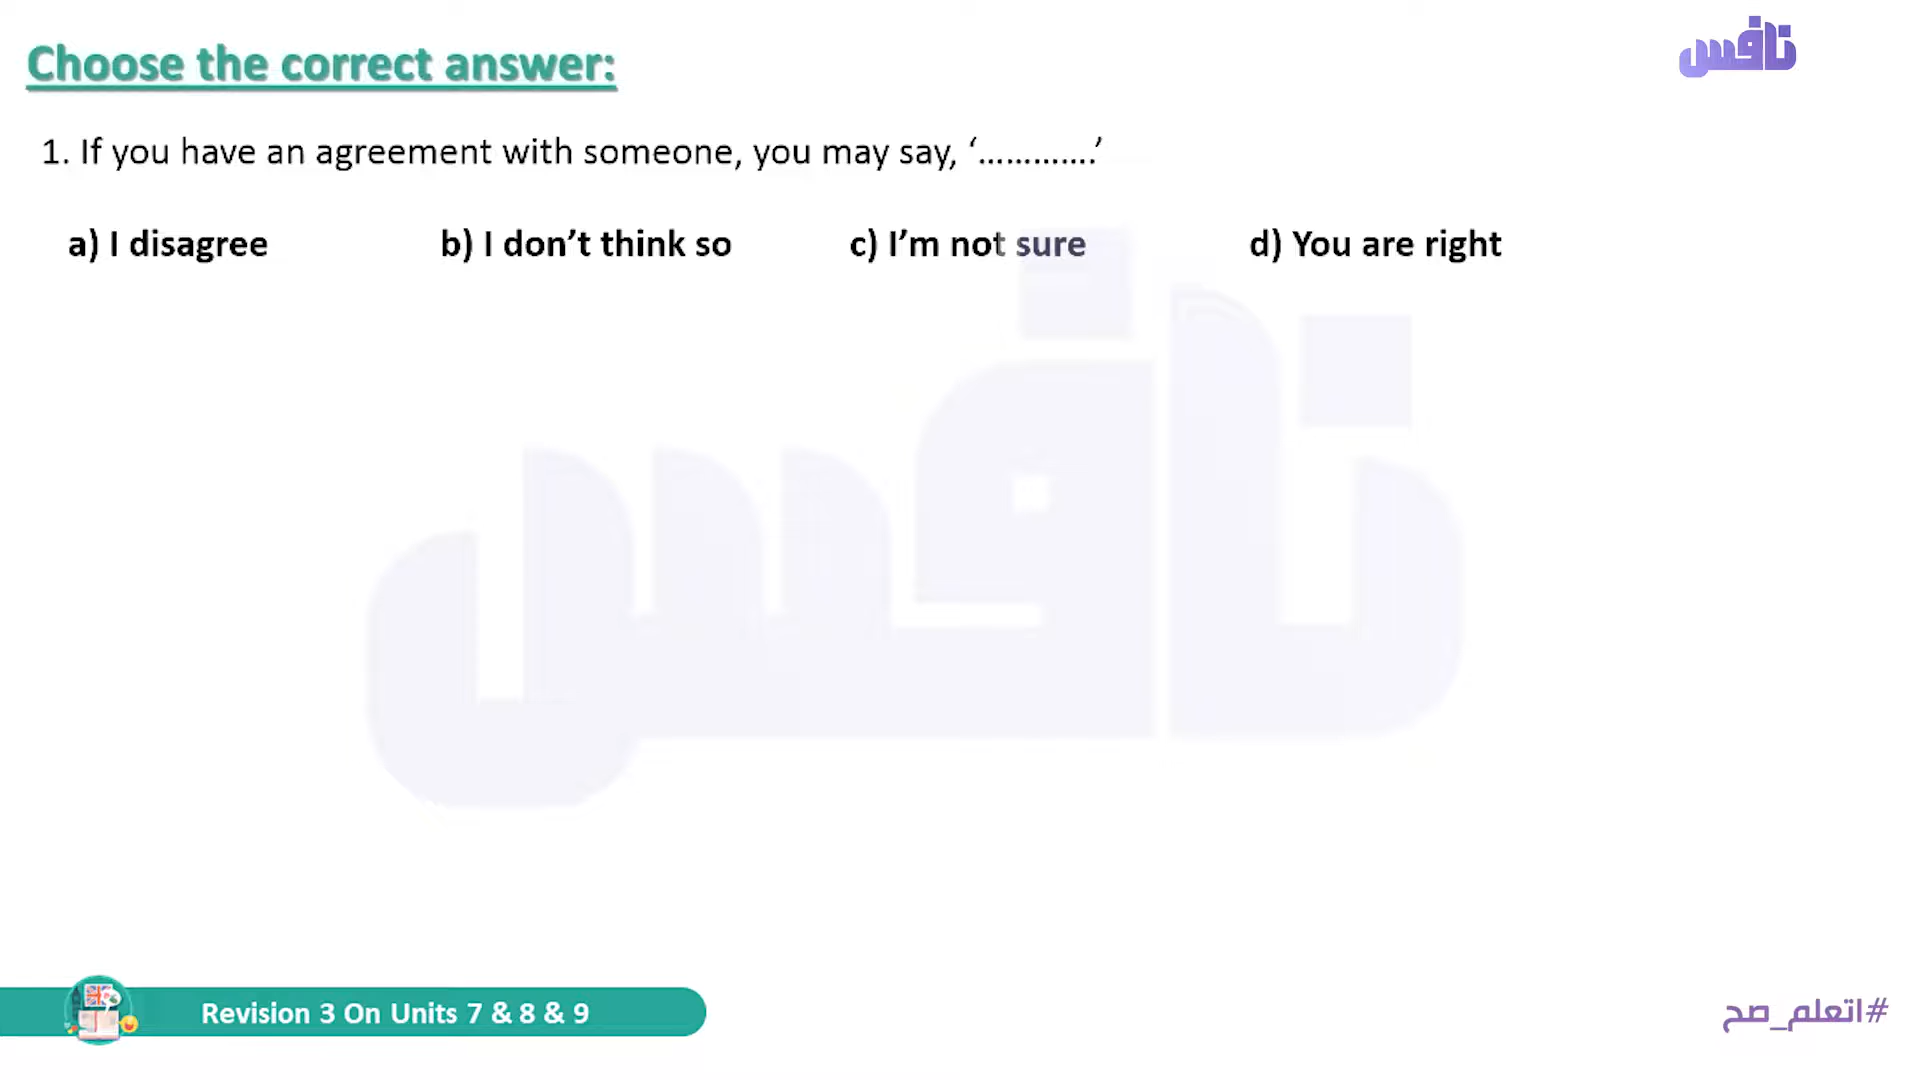 Choose the correct answer:
نافس
1. If you have an agreement with someone, you may say, ‘………….’
a) I disagree b) I don’t think so c) I’m not sure d) You are right
نافس
Revision 3 On Units 7 & 8 & 9
#اتعلم_صح